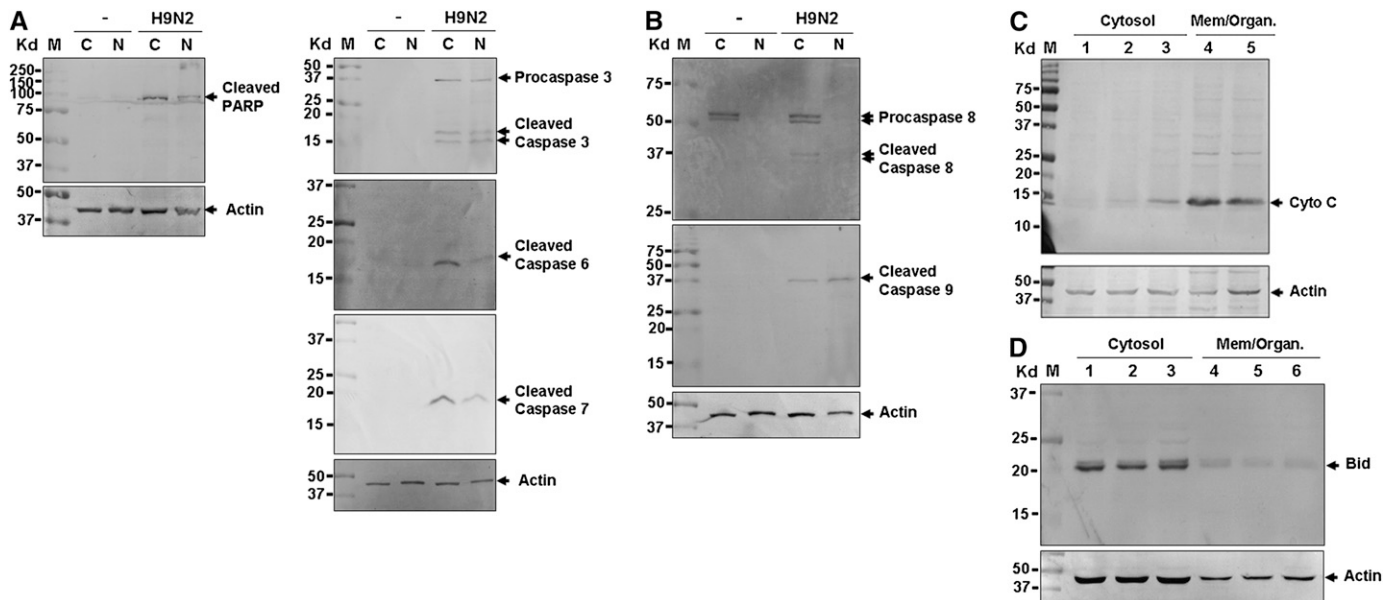 A
- H9N2
Kd M C N C N
250-
150-
100-
75-
50-
37-
Cleaved
PARP
50-
37-
Actin
- H9N2
Kd M C N C N
50-
37-
25-
20-
15-
Procaspase 3
Cleaved
Caspase 3
37-
25-
20-
15-
Cleaved
Caspase 6
37-
25-
20-
15-
Cleaved
Caspase 7
50-
37-
Actin
B
- H9N2
Kd M C N C N
75-
50-
37-
25-
Procaspase 8
Cleaved
Caspase 8
75-
50-
37-
25-
20-
15-
Cleaved
Caspase 9
50-
37-
Actin
C
Cytosol Mem/Organ.
Kd M 1 2 3 4 5
75-
50-
37-
25-
20-
15-
10-
Cyto C
50-
37-
Actin
D
Cytosol Mem/Organ.
Kd M 1 2 3 4 5 6
37-
25-
20-
15-
Bid
50-
37-
Actin